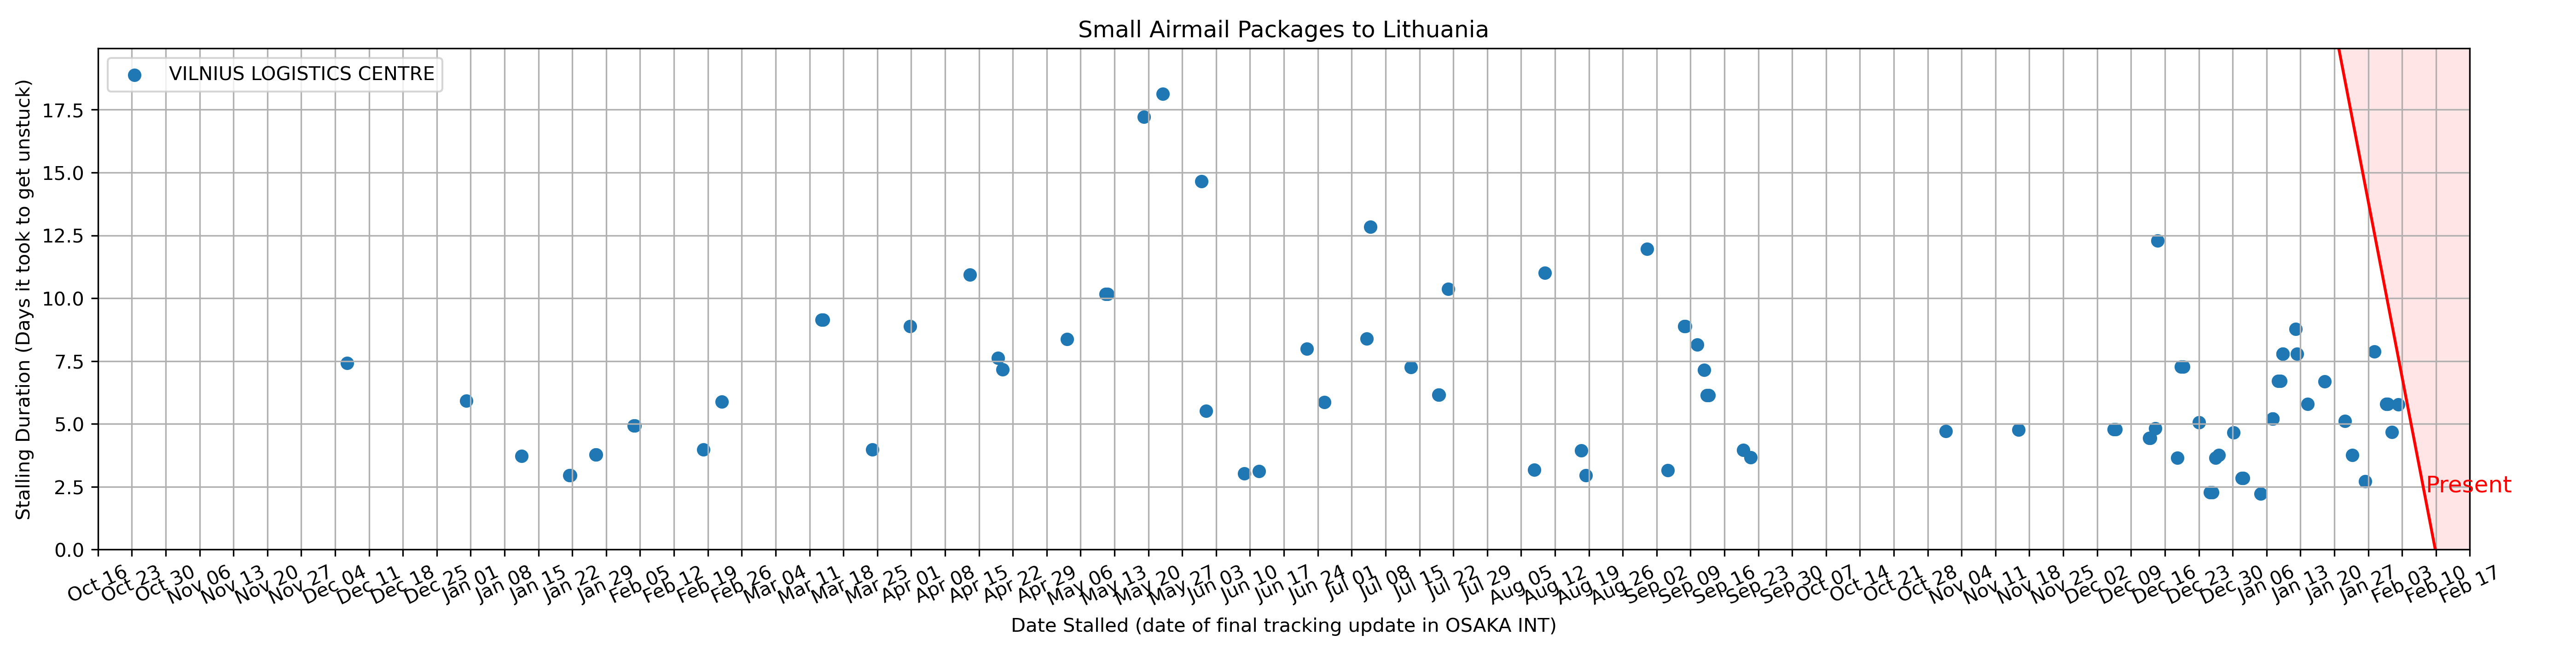 Small Airmail Packages to Lithuania
VILNIUS LOGISTICS CENTRE
Stalling Duration (Days it took to get unstuck)
17.5
15.0
12.5
10.0
7.5
5.0
2.5
0.0
Present
Oct 16
Oct 23
Oct 30
Nov 06
Nov 13
Nov 20
Nov 27
Dec 04
Dec 11
Dec 18
Dec 25
Jan 01
Jan 08
Jan 15
Jan 22
Jan 29
Feb 05
Feb 12
Feb 19
Feb 26
Mar 04
Mar 11
Mar 18
Mar 25
Apr 01
Apr 08
Apr 15
Apr 22
Apr 29
May 06
May 13
May 20
May 27
Jun 03
Jun 10
Jun 17
Jun 24
Jul 01
Jul 08
Jul 15
Jul 22
Jul 29
Aug 05
Aug 12
Aug 19
Aug 26
Sep 02
Sep 09
Sep 16
Sep 23
Sep 30
Oct 07
Oct 14
Oct 21
Oct 28
Nov 04
Nov 11
Nov 18
Nov 25
Dec 02
Dec 09
Dec 16
Dec 23
Dec 30
Jan 06
Jan 13
Jan 20
Jan 27
Feb 03
Feb 10
Feb 17
Date Stalled (date of final tracking update in OSAKA INT)